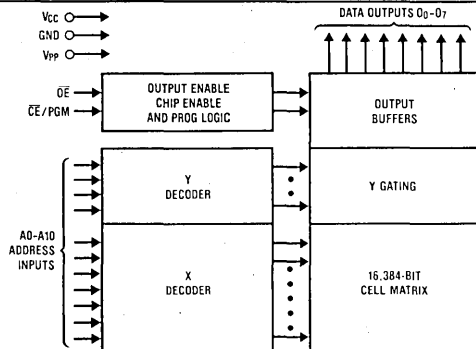 VCC
GND
VPP
DATA OUTPUTS O0-O7
OE
CE/PGM
OUTPUT ENABLE
CHIP ENABLE
AND PROG LOGIC
OUTPUT
BUFFERS
Y
DECODER
Y GATING
A0-A10
ADDRESS
INPUTS
X
DECODER
16,384-BIT
CELL MATRIX